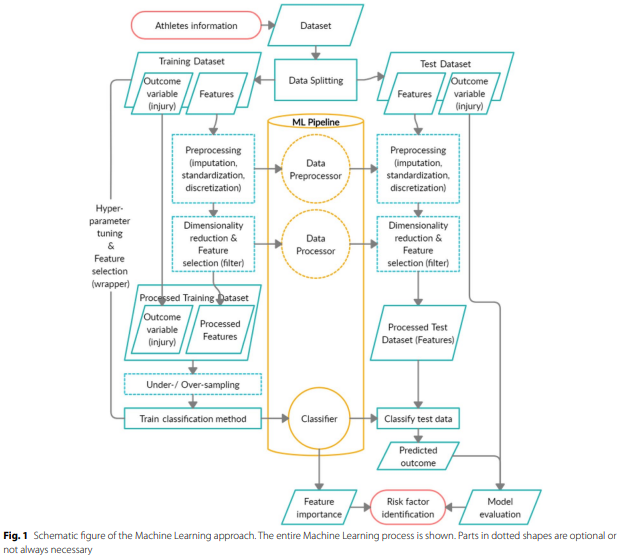 Athletes information
Dataset
Training Dataset
Outcome
variable
(injury)
Features
Data Splitting
Test Dataset
Features
Outcome
variable
(injury)
ML Pipeline
Preprocessing
(imputation,
standardization,
discretization)
Data
Preprocessor
Preprocessing
(imputation,
standardization,
discretization)
Hyper-
parameter
tuning
&
Feature
selection
(wrapper)
Dimensionality
reduction &
Feature
selection (filter)
Data
Processor
Dimensionality
reduction &
Feature
selection (filter)
Processed Training Dataset
Outcome
variable
(injury)
Processed
Features
Processed Test
Dataset (Features)
Under-/ Over-sampling
Train classification method
Classifier
Classify test data
Predicted
outcome
Feature
importance
Risk factor
identification
Model
evaluation
Fig. 1 Schematic figure of the Machine Learning approach. The entire Machine Learning process is shown. Parts in dotted shapes are optional or
not always necessary